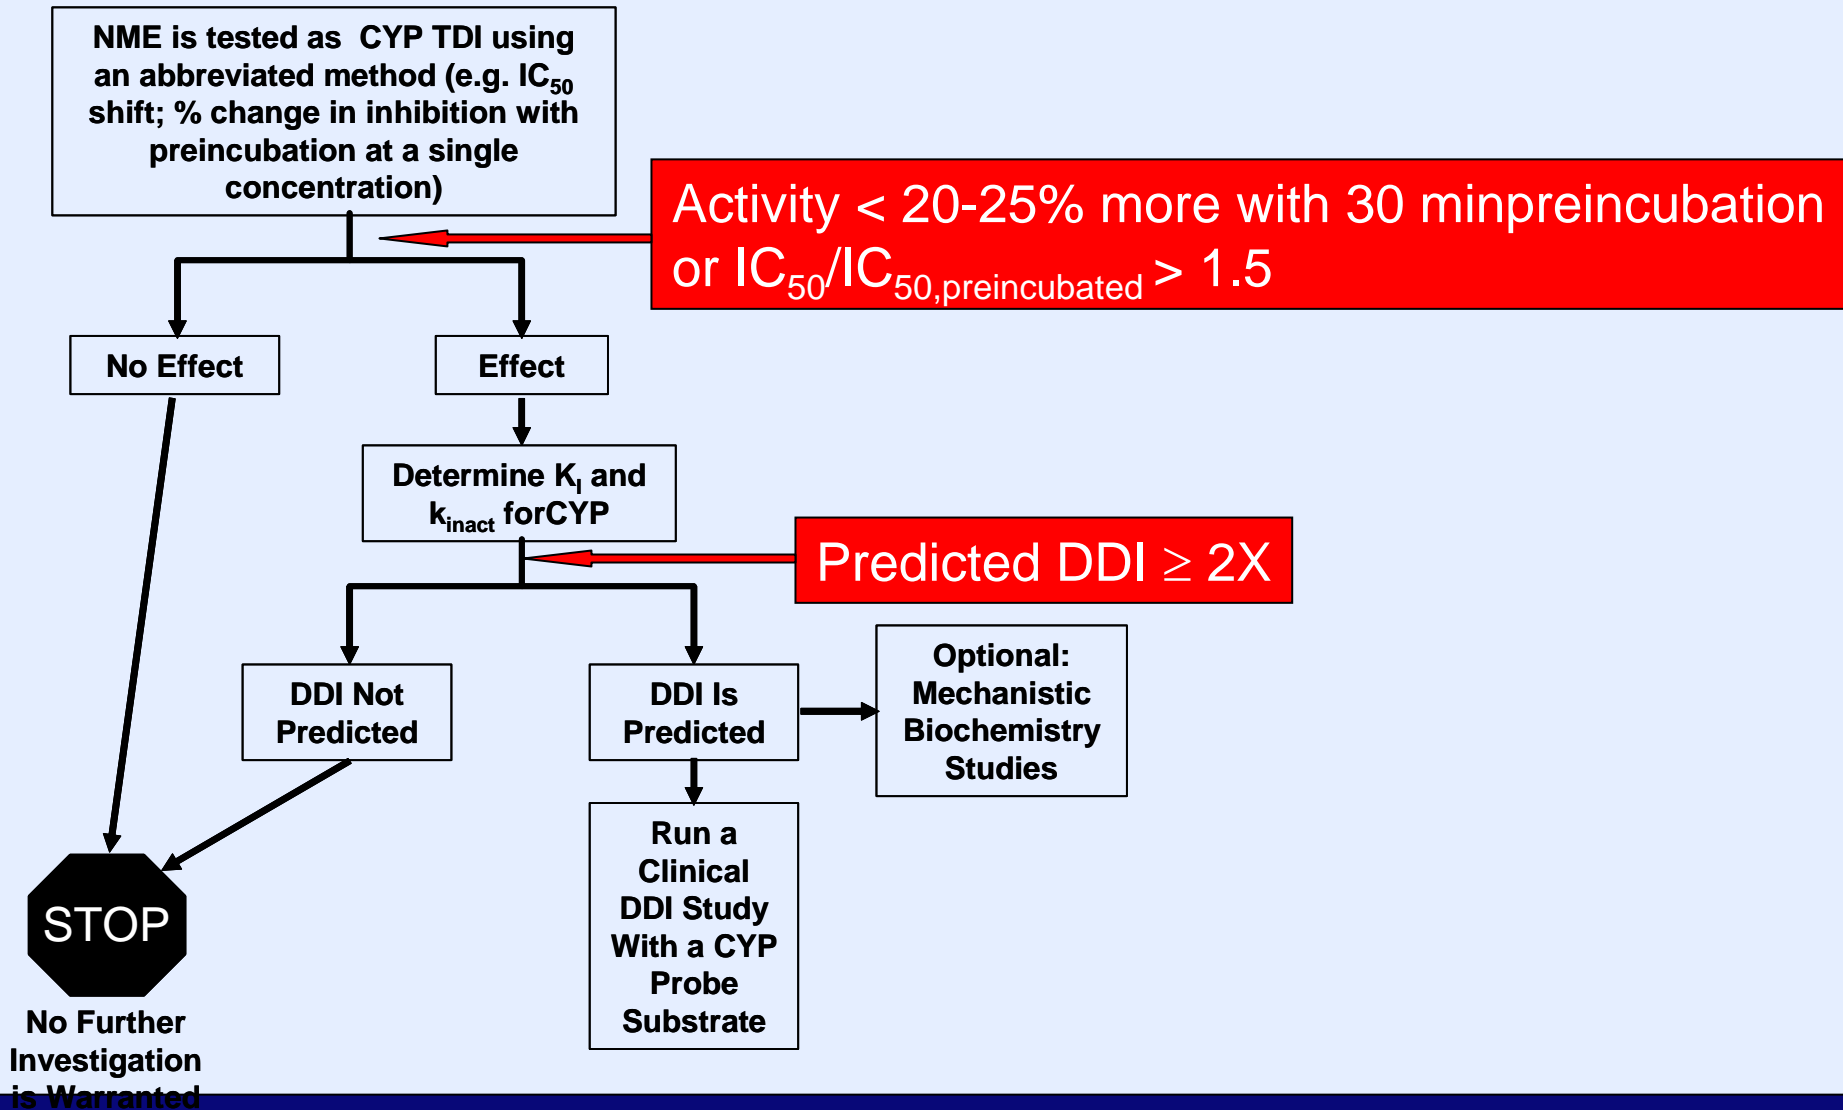 NME is tested as CYP TDI using
an abbreviated method (e.g. IC50
shift; % change in inhibition with
preincubation at a single
concentration)
Activity < 20-25% more with 30 minpreincubation
or IC50/IC50,preincubated > 1.5
No Effect
Effect
Determine KI and
kinact forCYP
Predicted DDI ≥ 2X
DDI Not
Predicted
DDI Is
Predicted
Optional:
Mechanistic
Biochemistry
Studies
Run a
Clinical
DDI Study
With a CYP
Probe
Substrate
STOP
No Further
Investigation
is Warranted